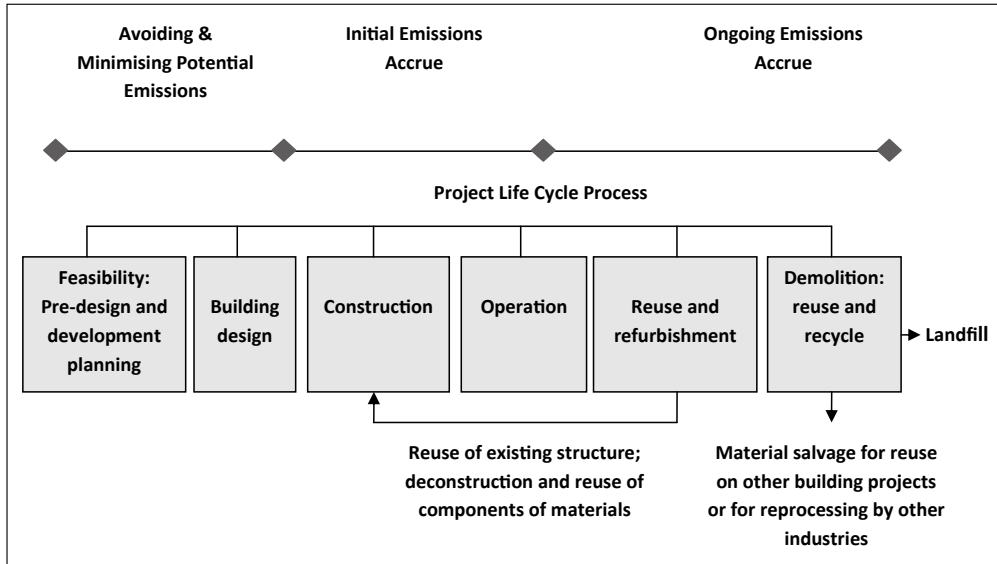 Avoiding &
Minimising Potential
Emissions
Initial Emissions
Accrue
Ongoing Emissions
Accrue
Project Life Cycle Process
Feasibility:
Pre-design and
development
planning
Building
design
Construction
Operation
Reuse and
refurbishment
Demolition:
reuse and
recycle
Landfill
Reuse of existing structure;
deconstruction and reuse of
components of materials
Material salvage for reuse
on other building projects
or for reprocessing by other
industries